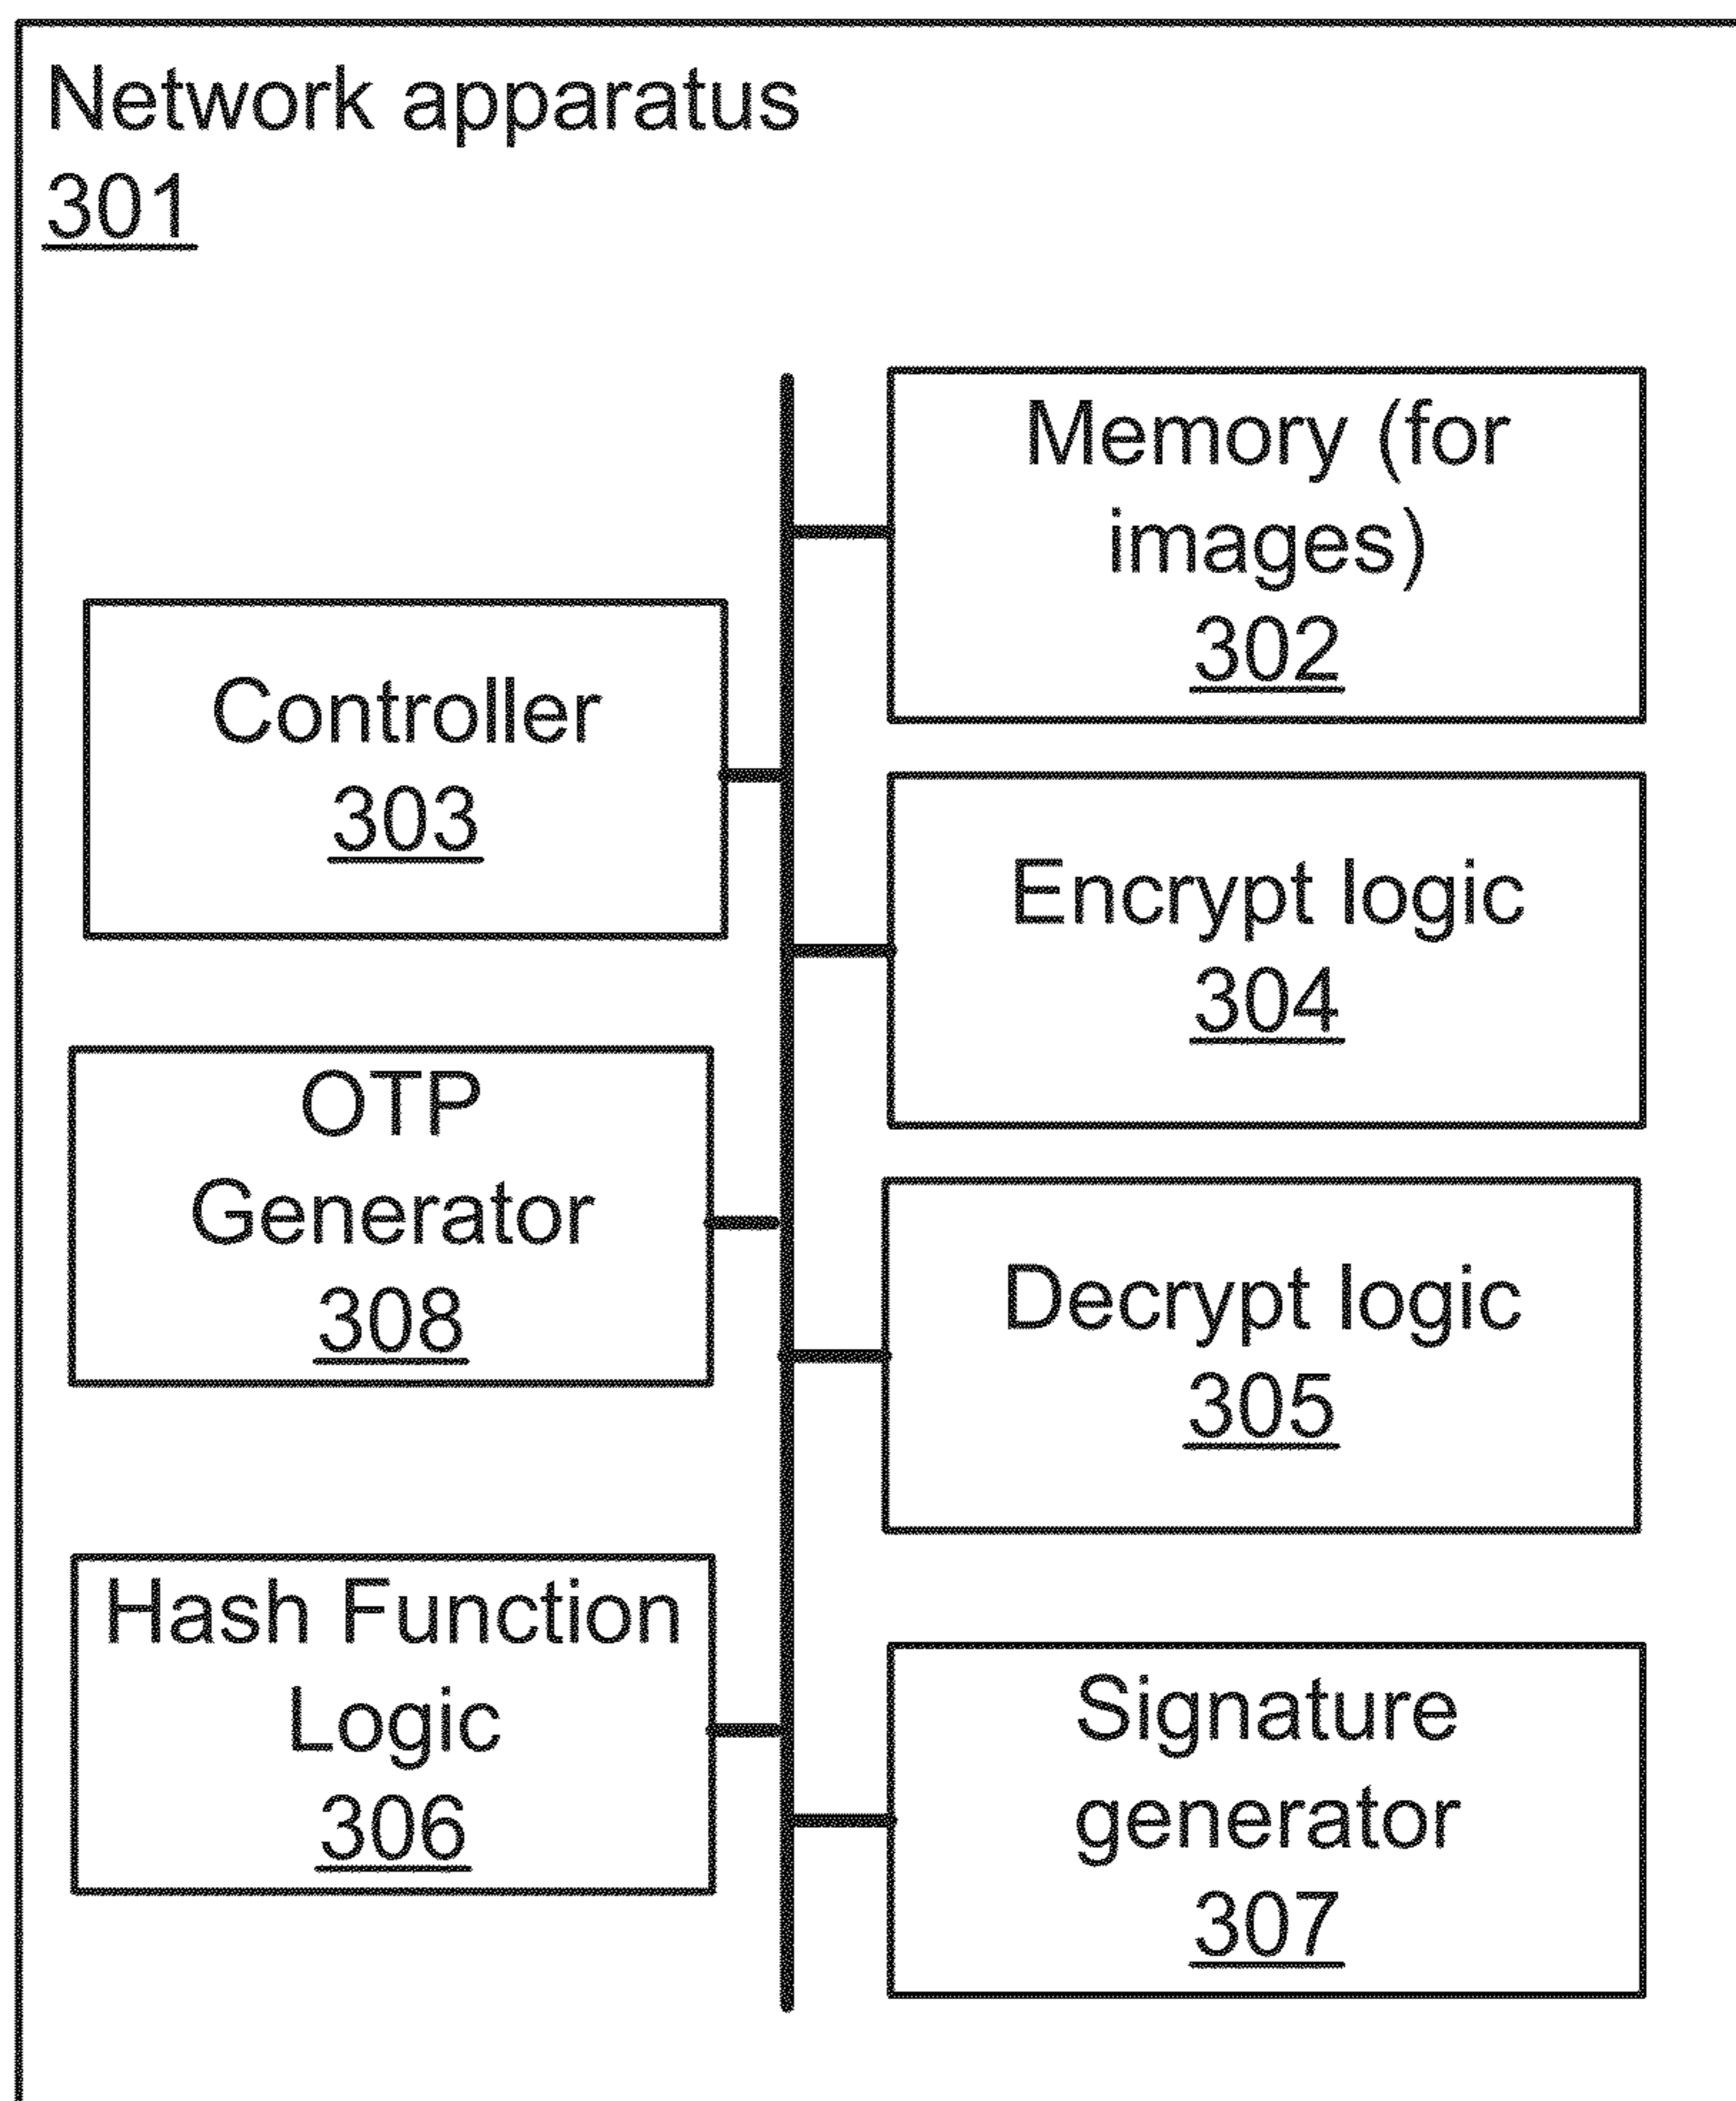 Network apparatus
301
Memory (for
images)
302
Controller
303
Encrypt logic
304
OTP
Generator
308
Decrypt logic
305
Hash Function
Logic
306
Signature
generator
307